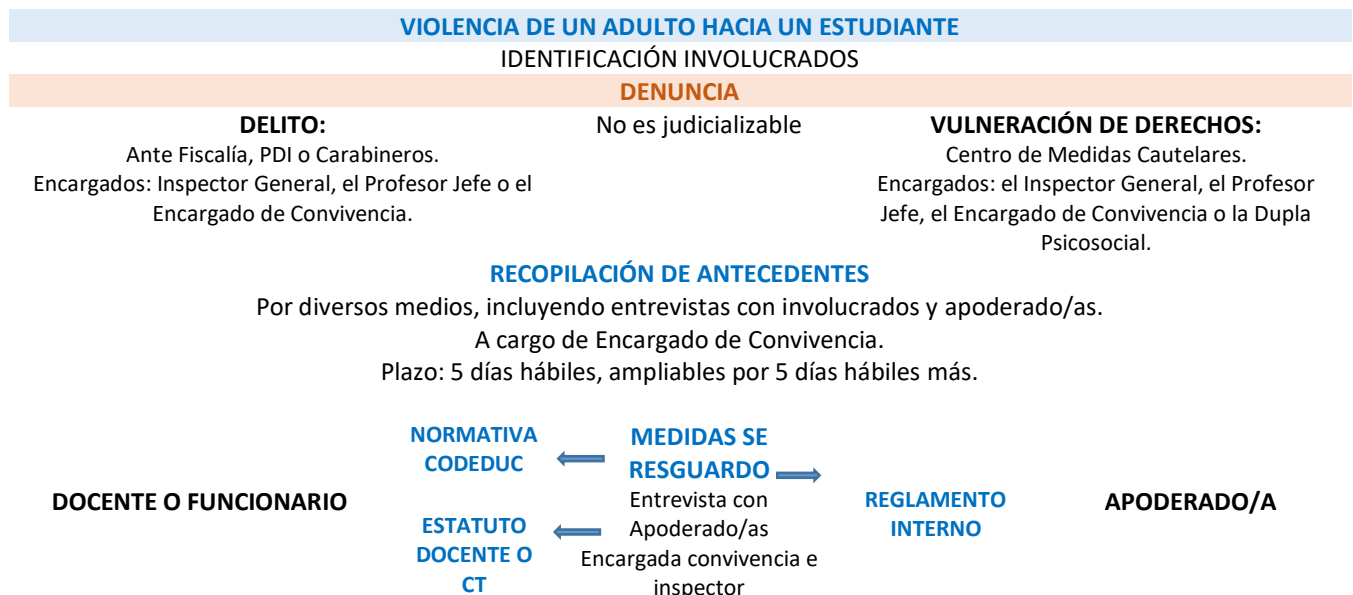 VIOLENCIA DE UN ADULTO HACIA UN ESTUDIANTE
IDENTIFICACIÓN INVOLUCRADOS
DENUNCIA
DELITO:
Ante Fiscalía, PDI o Carabineros.
Encargados: Inspector General, el Profesor Jefe o el
Encargado de Convivencia.
No es judicializable
VULNERACIÓN DE DERECHOS:
Centro de Medidas Cautelares.
Encargados: el Inspector General, el Profesor
Jefe, el Encargado de Convivencia o la Dupla
Psicosocial.
RECOPILACIÓN DE ANTECEDENTES
Por diversos medios, incluyendo entrevistas con involucrados y apoderado/as.
A cargo de Encargado de Convivencia.
Plazo: 5 días hábiles, ampliables por 5 días hábiles más.
DOCENTE O FUNCIONARIO
NORMATIVA
CODEDUC
ESTATUTO
DOCENTE O
CT
MEDIDAS SE
RESGUARDO
Entrevista con
Apoderado/as
Encargada convivencia e
inspector
REGLAMENTO
INTERNO
APODERADO/A